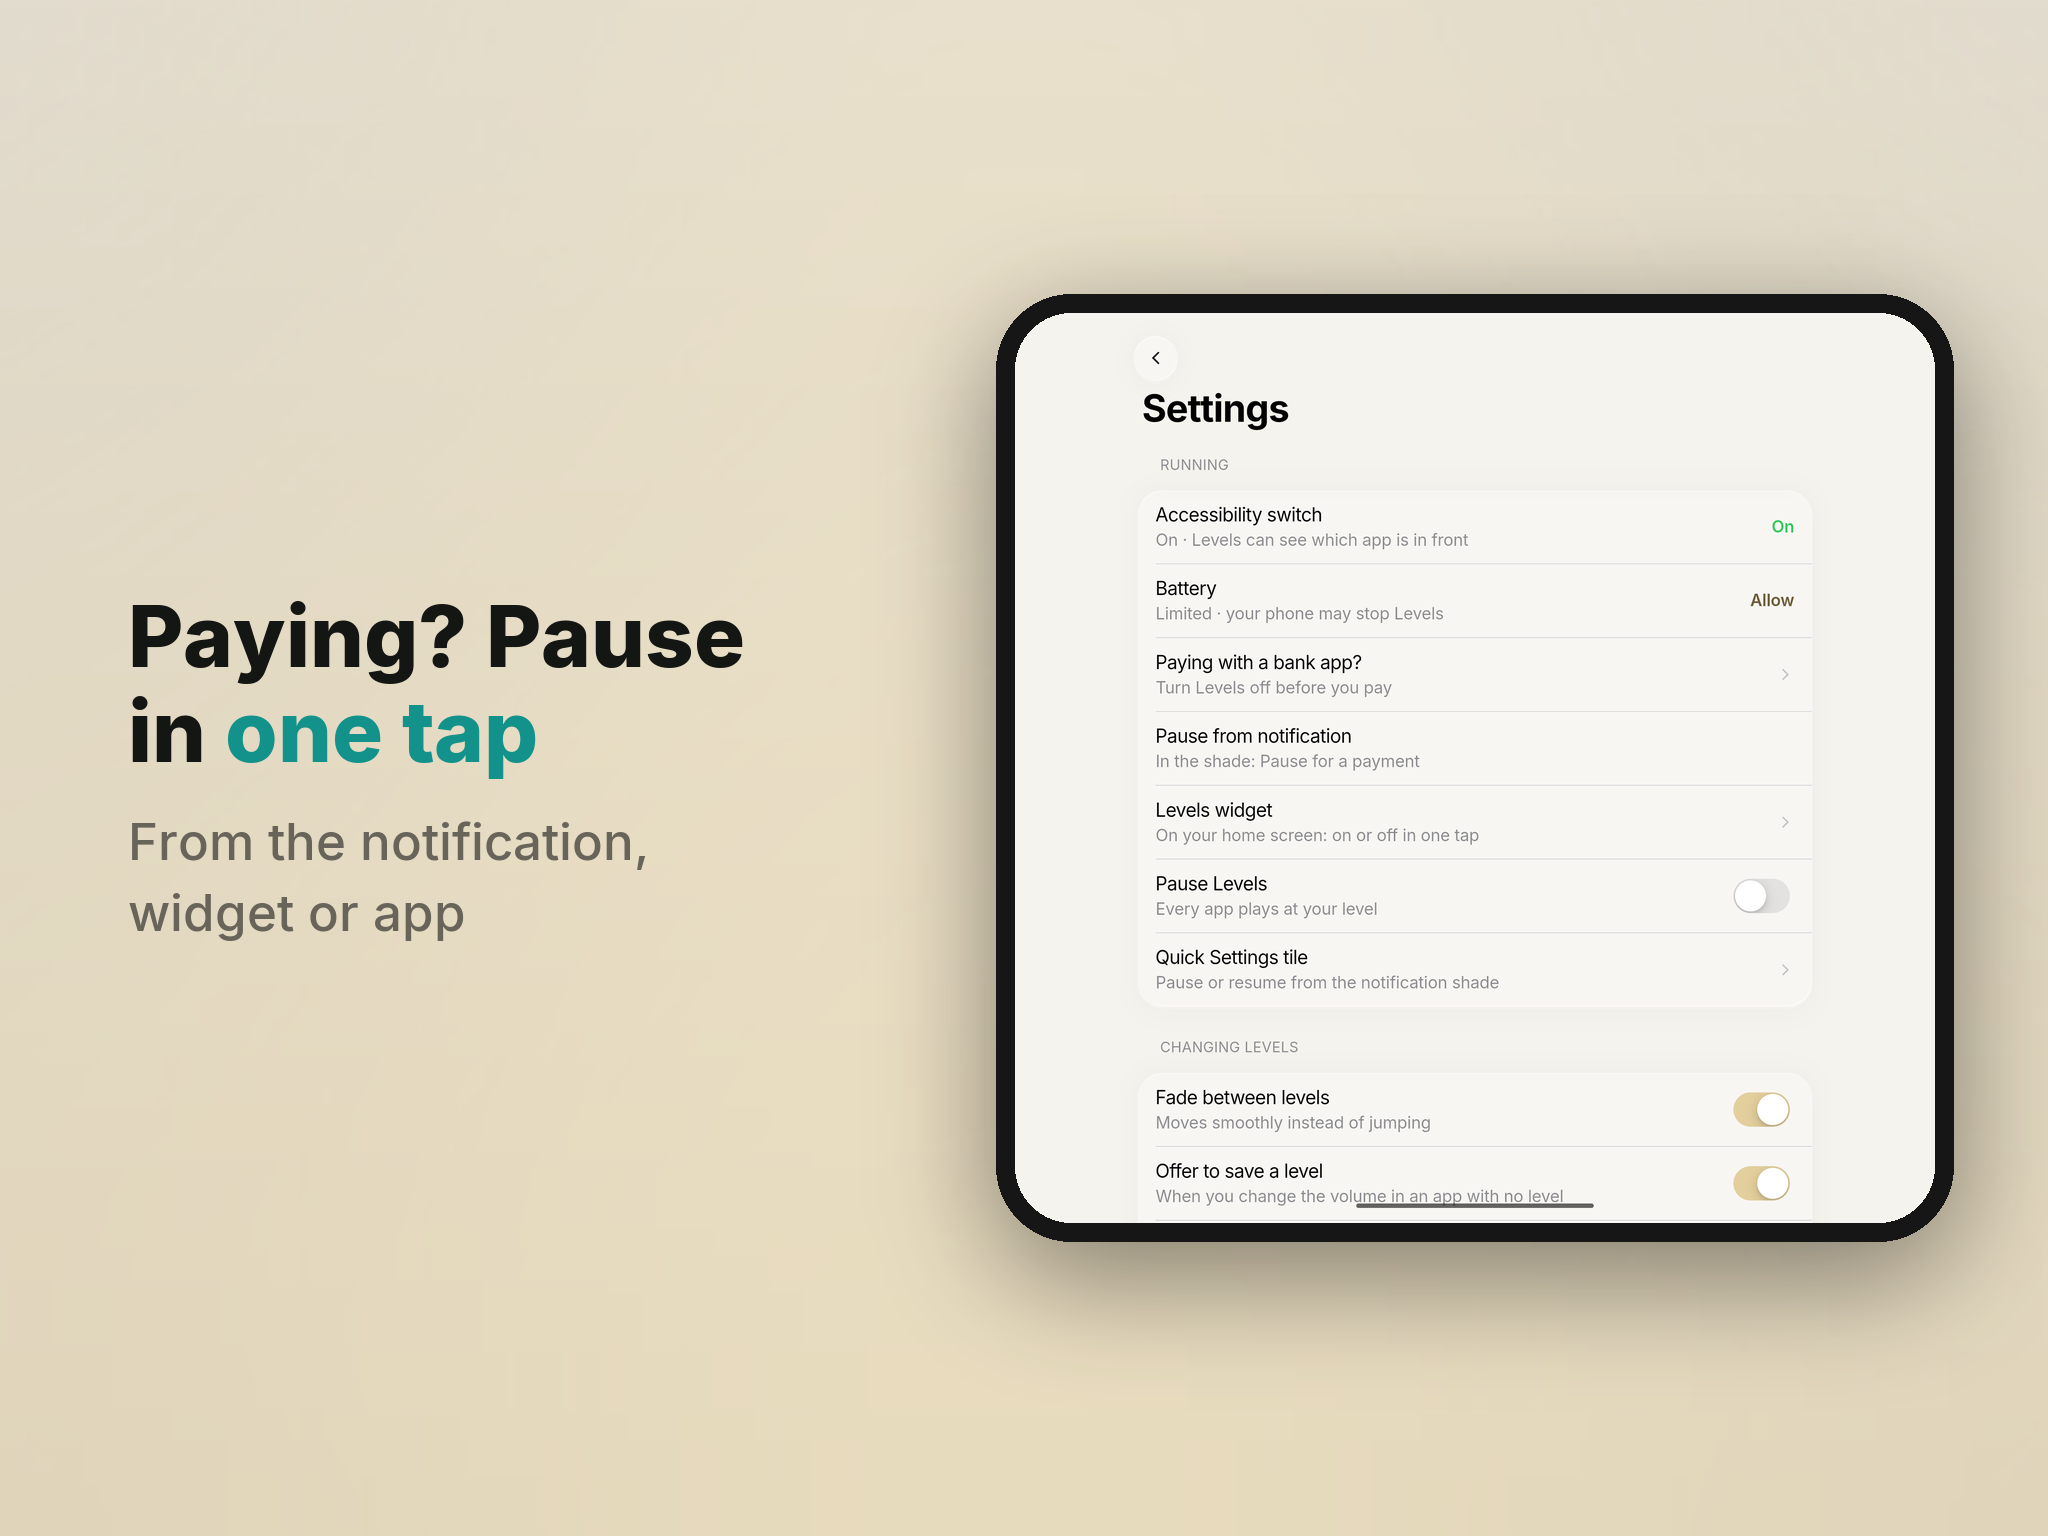 Paying? Pause
in one tap
From the notification,
widget or app
Settings
RUNNING
Accessibility switch
On · Levels can see which app is in front
On
Battery
Limited · your phone may stop Levels
Allow
Paying with a bank app?
Turn Levels off before you pay
Pause from notification
In the shade: Pause for a payment
Levels widget
On your home screen: on or off in one tap
Pause Levels
Every app plays at your level
Quick Settings tile
Pause or resume from the notification shade
CHANGING LEVELS
Fade between levels
Moves smoothly instead of jumping
Offer to save a level
When you change the volume in an app with no level